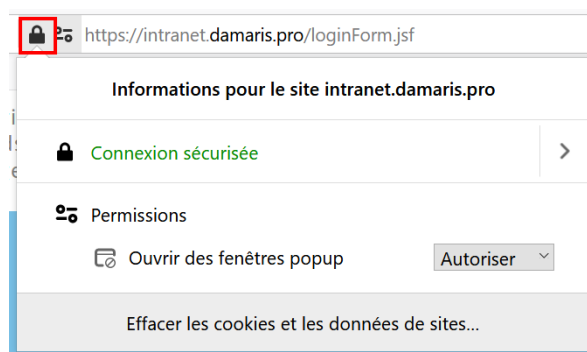 https://intranet.damaris.pro/loginForm.jsf
Informations pour le site intranet.damaris.pro
Connexion sécurisée
Permissions
Ouvrir des fenêtres popup Autoriser
Effacer les cookies et les données de sites...